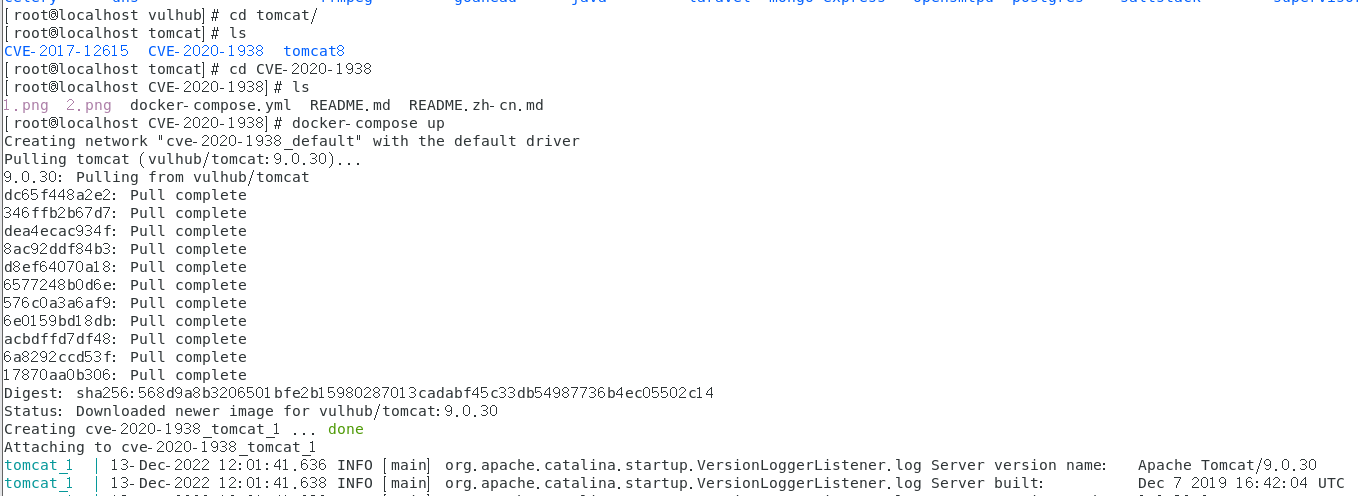 [root@localhost vulhub]# cd tomcat/
[root@localhost tomcat]# ls
CVE-2017-12615  CVE-2020-1938  tomcat8
[root@localhost tomcat]# cd CVE-2020-1938
[root@localhost CVE-2020-1938]# ls
1.png  2.png  docker-compose.yml  README.md  README.zh-cn.md
[root@localhost CVE-2020-1938]# docker-compose up
Creating network "cve-2020-1938_default" with the default driver
Pulling tomcat (vulhub/tomcat:9.0.30)...
9.0.30: Pulling from vulhub/tomcat
dc65f448a2e2: Pull complete
346ffb2b67d7: Pull complete
dea4ecac934f: Pull complete
8ac92ddf84b3: Pull complete
d8ef64070a18: Pull complete
6577248b0d6e: Pull complete
576c0a3a6af9: Pull complete
6e0159bd18db: Pull complete
acbdffd7df48: Pull complete
6a8292ccd53f: Pull complete
17870aa0b306: Pull complete
Digest: sha256:568d9a8b3206501bfe2b15980287013cadabf45c33db54987736b4ec05502c14
Status: Downloaded newer image for vulhub/tomcat:9.0.30
Creating cve-2020-1938_tomcat_1 ... done
Attaching to cve-2020-1938_tomcat_1
tomcat_1  | 13-Dec-2022 12:01:41.636 INFO [main] org.apache.catalina.startup.VersionLoggerListener.log Server version name:   Apache Tomcat/9.0.30
tomcat_1  | 13-Dec-2022 12:01:41.638 INFO [main] org.apache.catalina.startup.VersionLoggerListener.log Server built:          Dec 7 2019 16:42:04 UTC